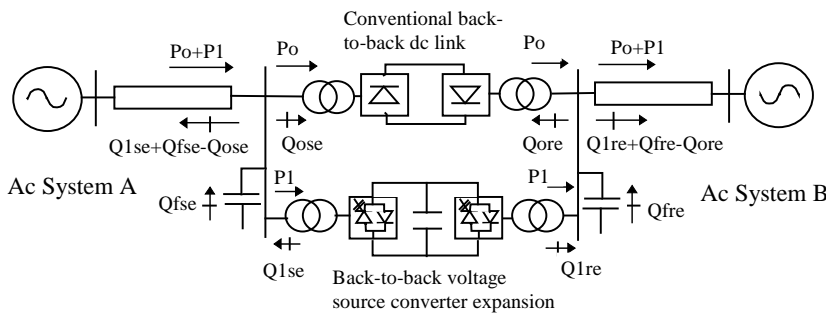 Conventional back-
to-back dc link
Po+P1
Po
Po
Po+P1
Q1se+Qfse-Qose
Qose
Qore
Q1re+Qfre-Qore
Ac System A
Qfse
P1
P1
Qfre
Ac System B
Q1se
Q1re
Back-to-back voltage
source converter expansion